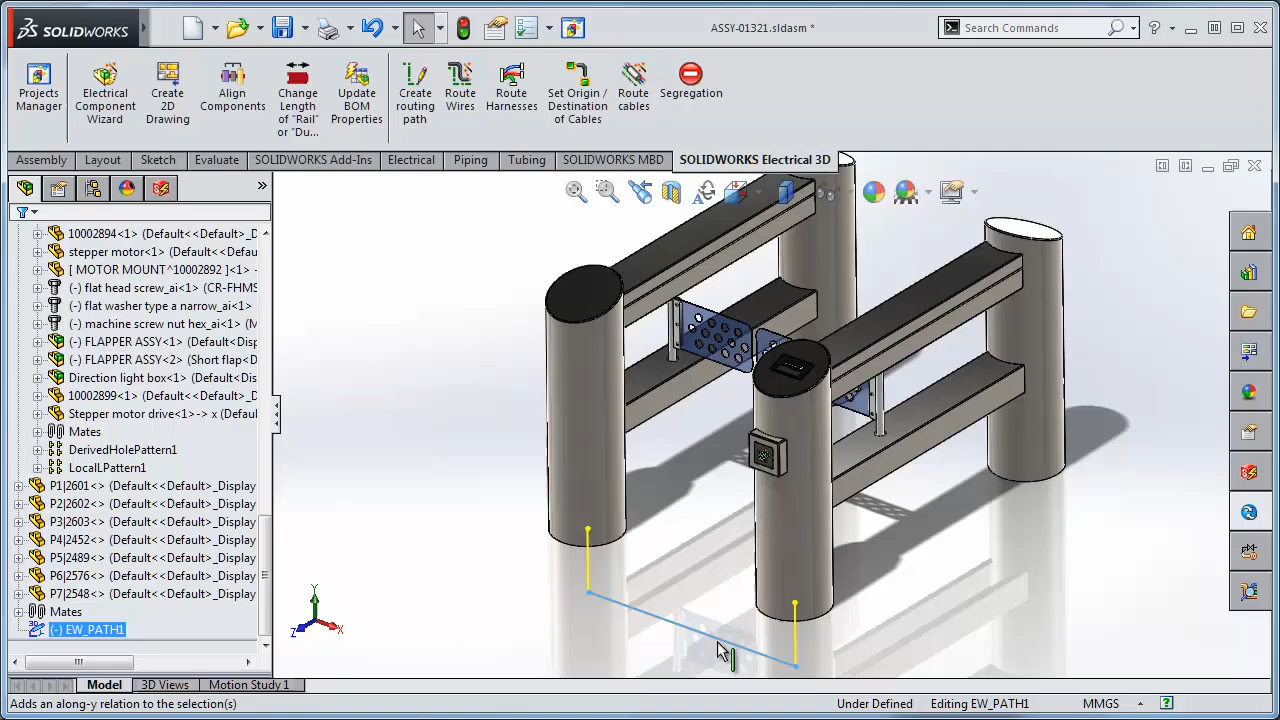 SOLIDWORKS
ASSY-01321.sldasm *
Search Commands
Projects Manager
Electrical Component Wizard
Create 2D Drawing
Align Components
Change Length of "Rail" or "Du...
Update BOM Properties
Create routing path
Route Wires
Route Harnesses
Set Origin / Destination of Cables
Route cables
Segregation
Assembly Layout Sketch Evaluate SOLIDWORKS Add-Ins Electrical Piping Tubing SOLIDWORKS MBD SOLIDWORKS Electrical 3D
10002894<1> (Default<<Default>_D
stepper motor<1> (Default<<Defau
[ MOTOR MOUNT^10002892 ]<1> -
(-) flat head screw_ai<1> (CR-FHMS
(-) flat washer type a narrow_ai<1>
(-) machine screw nut hex_ai<1> (M
(-) FLAPPER ASSY<1> (Default<Def
(-) FLAPPER ASSY<2> (Short flap<D
Direction light box<1> (Default<Dis
10002899<1> (Default<<Default>_D
Stepper motor drive<1>-> x (Defaul
Mates
DerivedHolePattern1
LocalLPattern1
P1|2601<> (Default<<Default>_Display
P2|2602<> (Default<<Default>_Display
P3|2603<> (Default<<Default>_Display
P4|2452<> (Default<<Default>_Display
P5|2489<> (Default<<Default>_Display
P6|2576<> (Default<<Default>_Display
P7|2548<> (Default<<Default>_Display
Mates
(-) EW_PATH1
Y
Z
X
Model 3D Views Motion Study 1
Adds an along-y relation to the selection(s)
Under Defined Editing EW_PATH1 MMGS